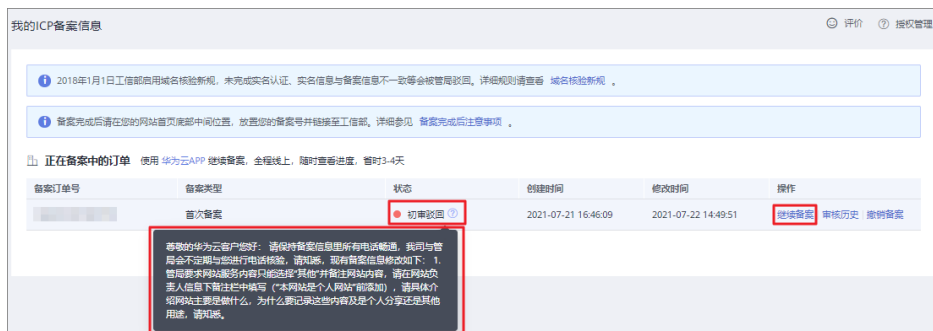 我的ICP备案信息 评价 授权管理
2018年1月1日工信部启用域名核验新规，未完成实名认证、实名信息与备案信息不一致等会被管局驳回。详细规则请查看 域名核验新规 。
备案完成后请在您的网站首页底部中间位置，放置您的备案号并链接至工信部。详细参见 备案完成后注意事项 。
正在备案中的订单 使用 华为云APP 继续备案，全程线上，随时查看进度，暂时3-4天
备案订单号 备案类型 状态 创建时间 修改时间 操作
首次备案 初审驳回 2021-07-21 16:46:09 2021-07-22 14:49:51 继续备案 审核历史 撤销备案
尊敬的华为云客户您好： 请保持备案信息里所有电话畅通，我司与管
局会不定期与您进行电话核验，请知悉，现有备案信息修改如下： 1.
管局要求网站服务内容只能选择"其他"并备注网站内容，请在网站负
责人信息下备注栏中填写（"本网站是个人网站"前添加），请具体介
绍网站主要是做什么，为什么要记录这些内容及是个人分享还是其他
用途，请知悉。